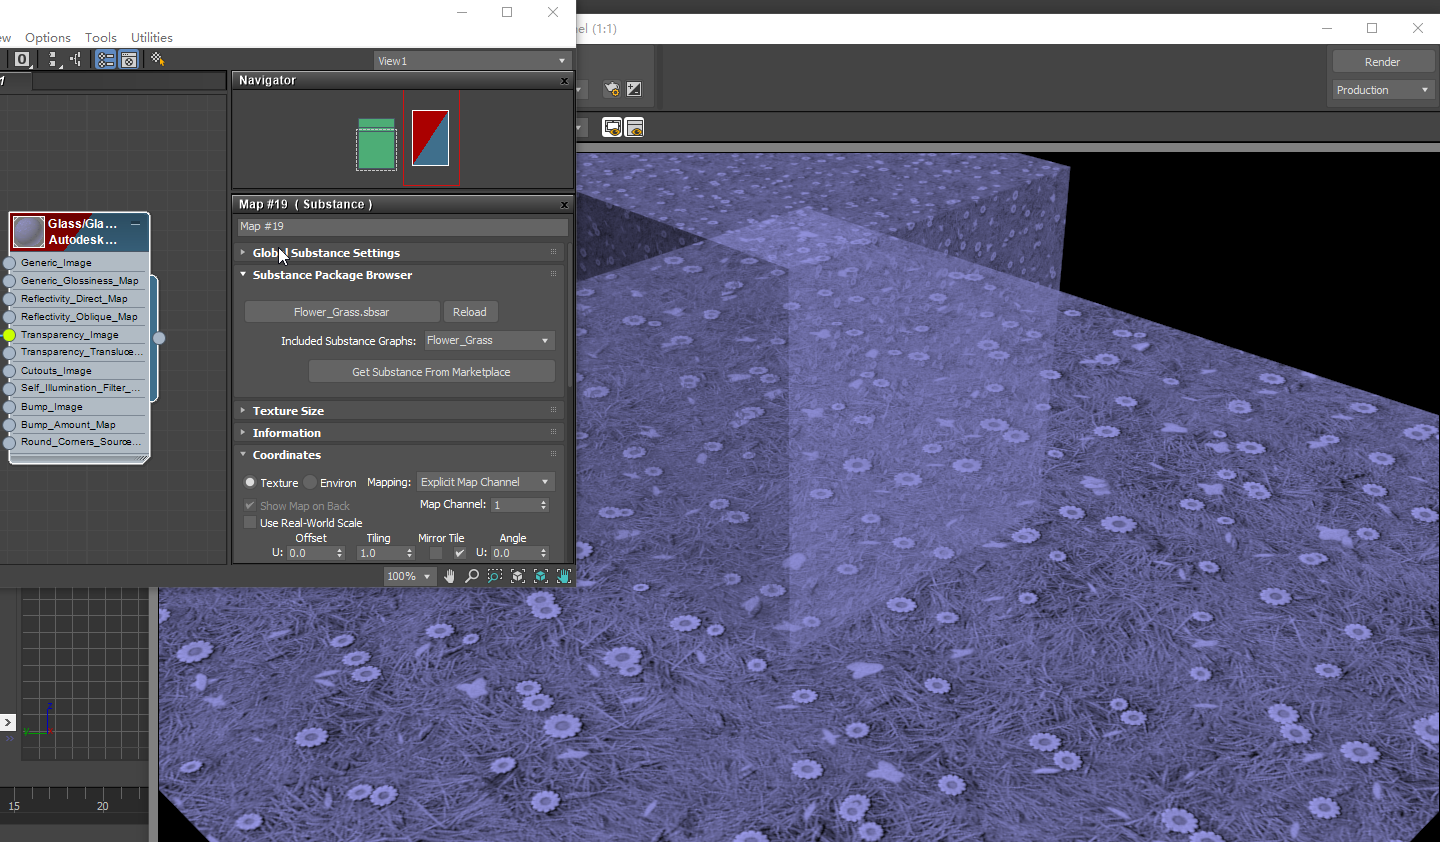 ew Options Tools Utilities
el (1:1)
0
View1
Render
Production
1
Navigator
x
Map #19 ( Substance )
x
Map #19
Glass/Gla...
Autodesk...
Generic_Image
Generic_Glossiness_Map
Reflectivity_Direct_Map
Reflectivity_Oblique_Map
Transparency_Image
Transparency_Transluce...
Cutouts_Image
Self_Illumination_Filter_...
Bump_Image
Bump_Amount_Map
Round_Corners_Source...
Global Substance Settings
Substance Package Browser
Flower_Grass.sbsar
Reload
Included Substance Graphs:
Flower_Grass
Get Substance From Marketplace
Texture Size
Information
Coordinates
Texture
Environ
Mapping:
Explicit Map Channel
Show Map on Back
Map Channel:
1
Use Real-World Scale
Offset
Tiling
Mirror Tile
Angle
U: 0.0
1.0
U: 0.0
100%
z
y
15
20